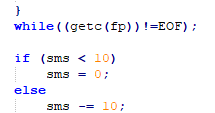 }
while((getc(fp))!=EOF);
if (sms < 10)
sms = 0;
else
sms -= 10;